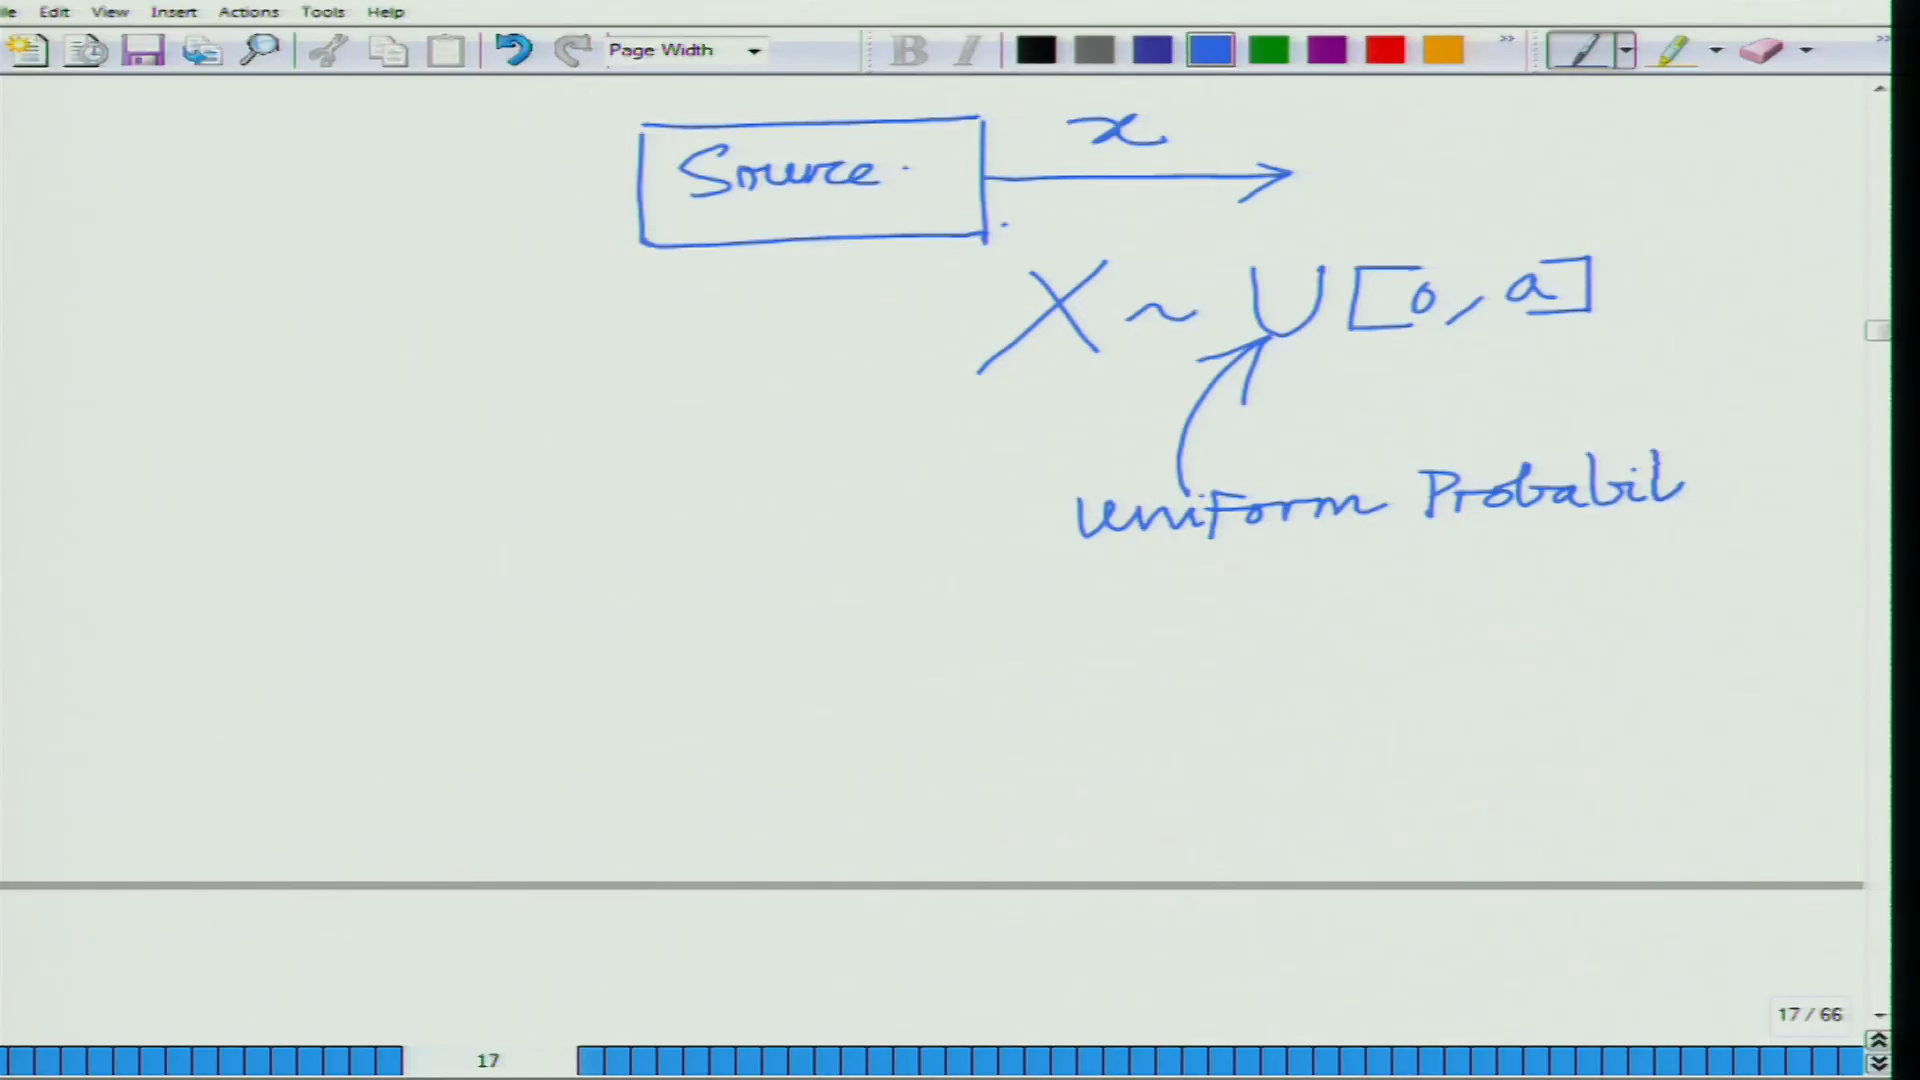 le Edit View Insert Actions Tools Help
Page Width B I
Source
x
X ~ U [0, a]
Uniform Probabil
17 / 66
17